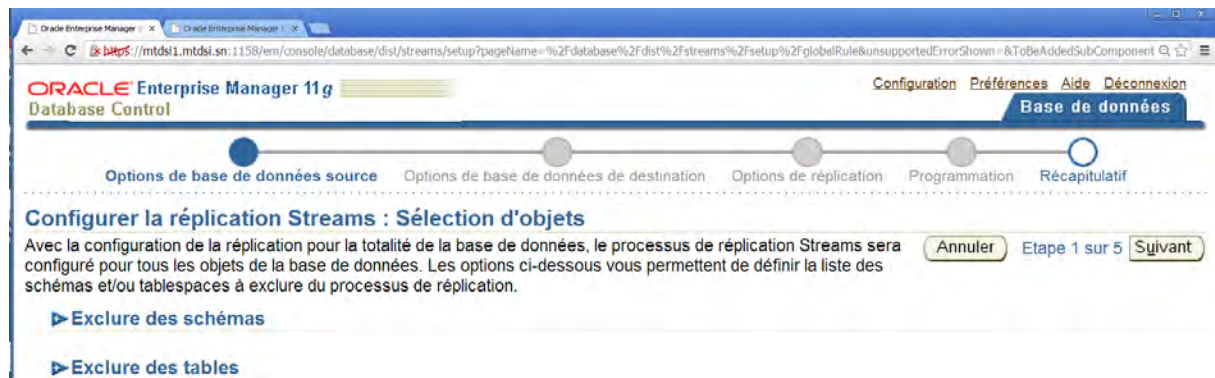 Oracle Enterprise Manager
Oracle Enterprise Manager
https://mtdsi1.mtdsi.sn:1158/em/console/database/dist/streams/setup?pageName=%2Fdatabase%2Fdist%2Fstreams%2Fsetup%2FglobalRule&unsupportedErrorShown=&ToBeAddedSubComponent
ORACLE Enterprise Manager 11g
Database Control
Configuration Préférences Aide Déconnexion
Base de données
Options de base de données source Options de base de données de destination Options de réplication Programmation Récapitulatif
Configurer la réplication Streams : Sélection d'objets
Avec la configuration de la réplication pour la totalité de la base de données, le processus de réplication Streams sera
configuré pour tous les objets de la base de données. Les options ci-dessous vous permettent de définir la liste des
schémas et/ou tablespaces à exclure du processus de réplication.
Annuler Etape 1 sur 5 Suivant
Exclure des schémas
Exclure des tables